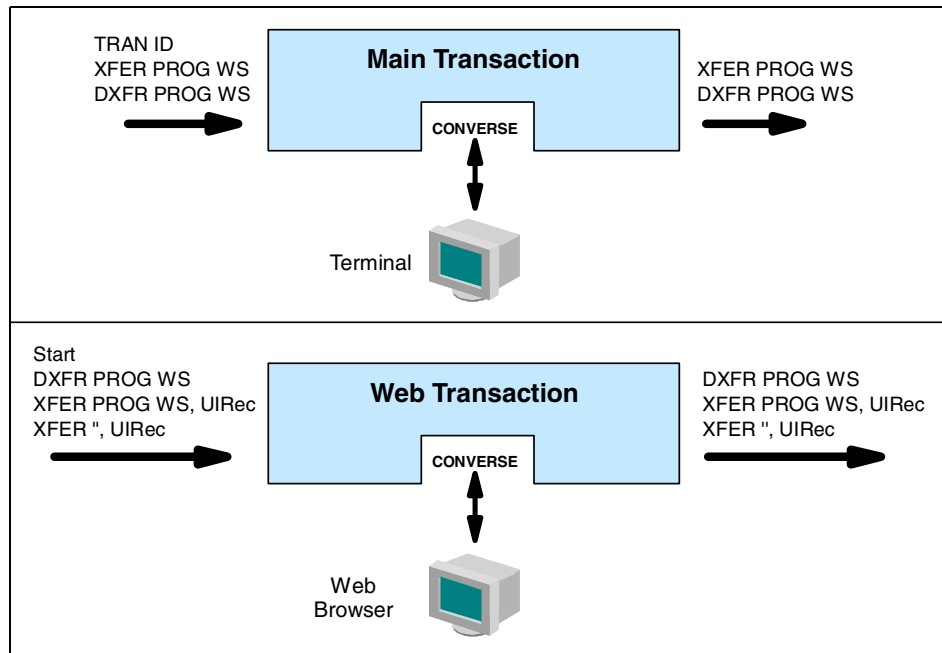 TRAN ID
XFER PROG WS
DXFR PROG WS
Main Transaction
CONVERSE
XFER PROG WS
DXFR PROG WS
Terminal
Start
DXFR PROG WS
XFER PROG WS, UIRec
XFER ", UIRec
Web Transaction
CONVERSE
DXFR PROG WS
XFER PROG WS, UIRec
XFER ", UIRec
Web
Browser